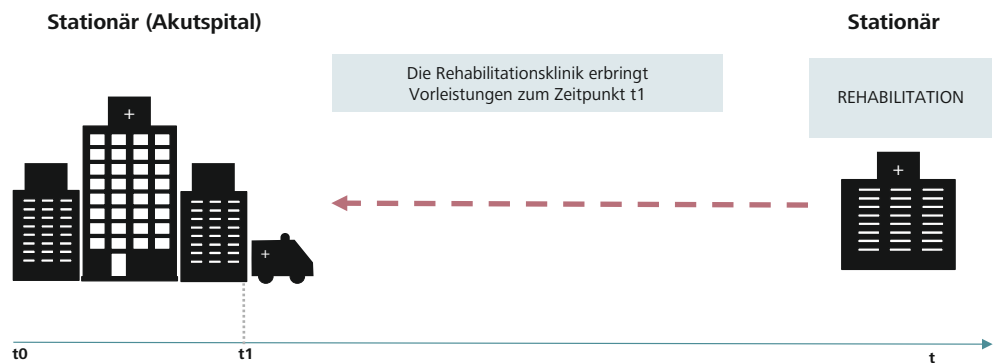 Stationär (Akutspital)
Stationär
Die Rehabilitationsklinik erbringt
Vorleistungen zum Zeitpunkt t1
REHABILITATION
t0
t1
t